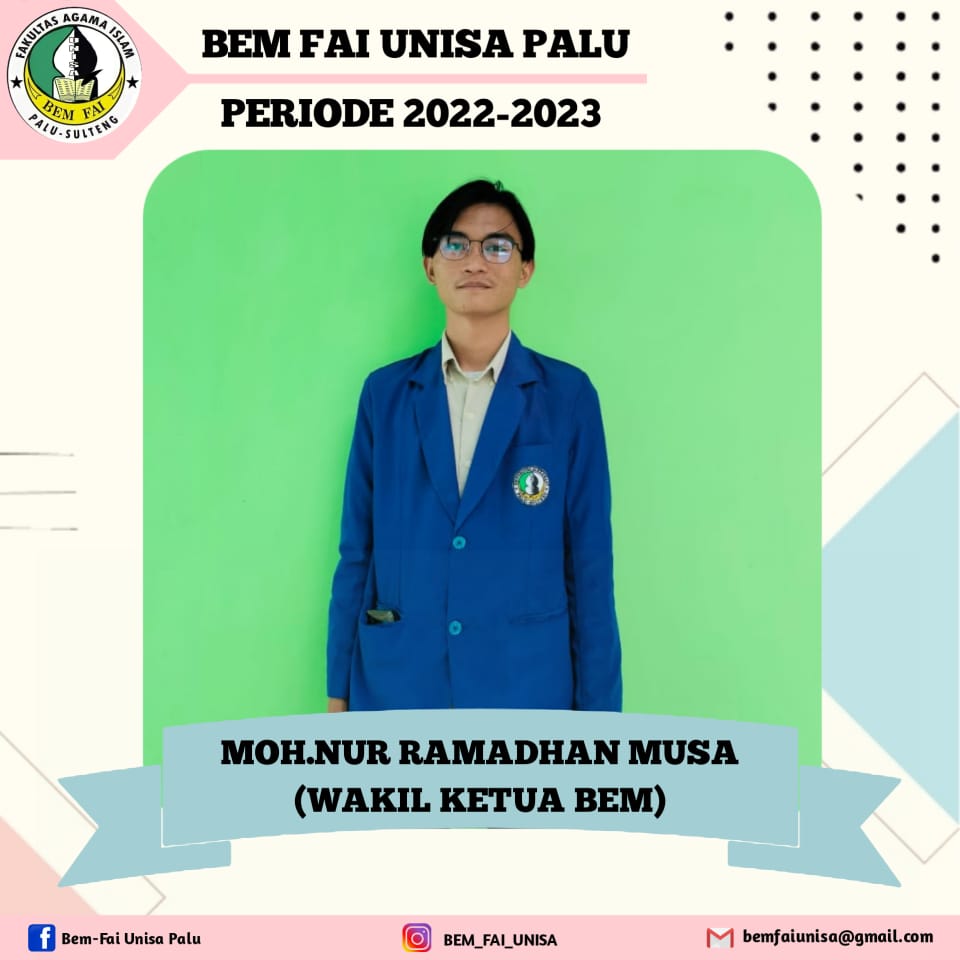 FAKULTAS AGAMA ISLAM
BEM FAI
PALU-SULTENG
BEM FAI UNISA PALU
PERIODE 2022-2023
MOH.NUR RAMADHAN MUSA
(WAKIL KETUA BEM)
Bem-Fai Unisa Palu
BEM_FAI_UNISA
bemfaiunisa@gmail.com